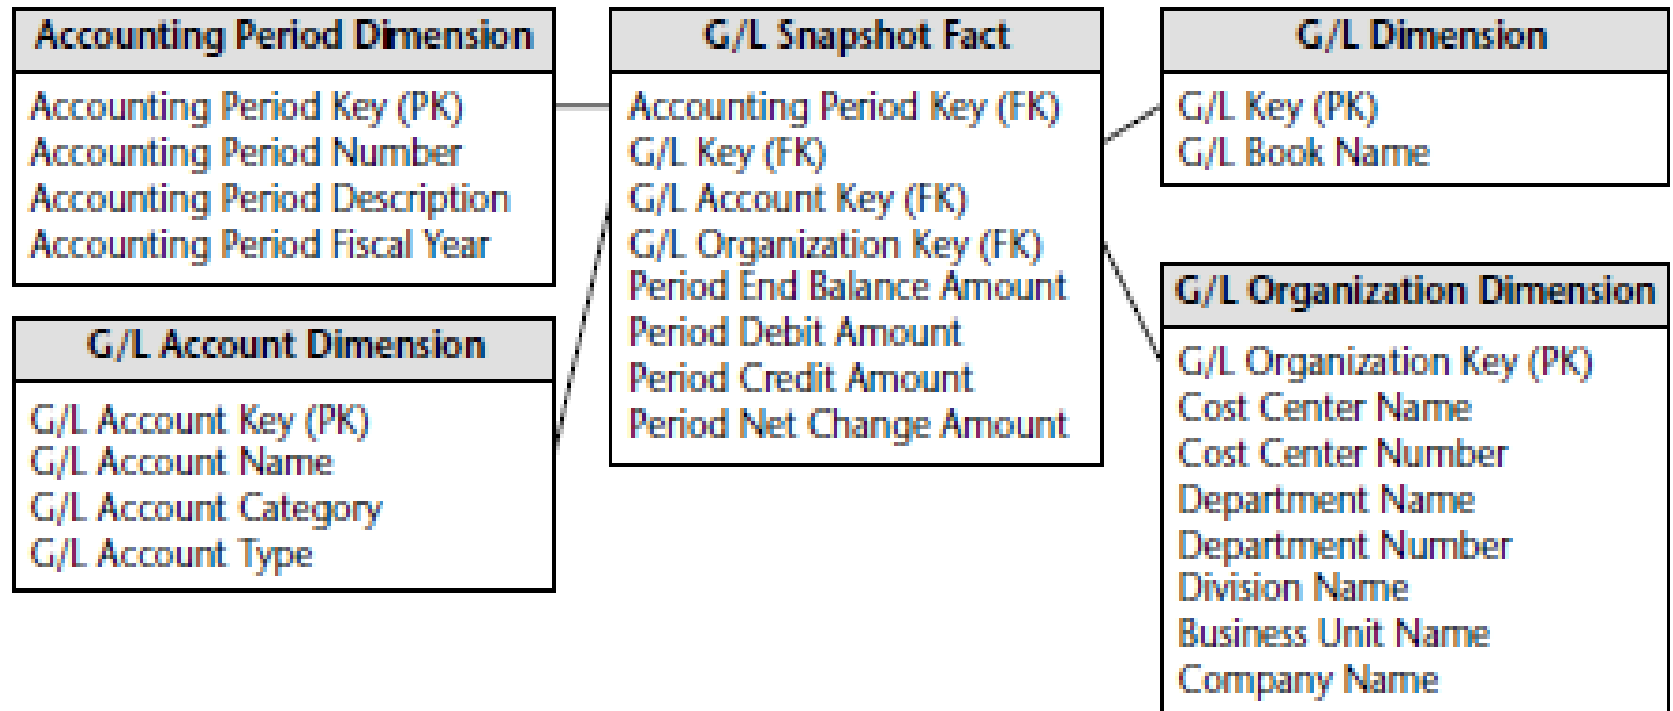 Accounting Period Dimension
Accounting Period Key (PK)
Accounting Period Number
Accounting Period Description
Accounting Period Fiscal Year
G/L Account Dimension
G/L Account Key (PK)
G/L Account Name
G/L Account Category
G/L Account Type
G/L Snapshot Fact
Accounting Period Key (FK)
G/L Key (FK)
G/L Account Key (FK)
G/L Organization Key (FK)
Period End Balance Amount
Period Debit Amount
Period Credit Amount
Period Net Change Amount
G/L Dimension
G/L Key (PK)
G/L Book Name
G/L Organization Dimension
G/L Organization Key (PK)
Cost Center Name
Cost Center Number
Department Name
Department Number
Division Name
Business Unit Name
Company Name